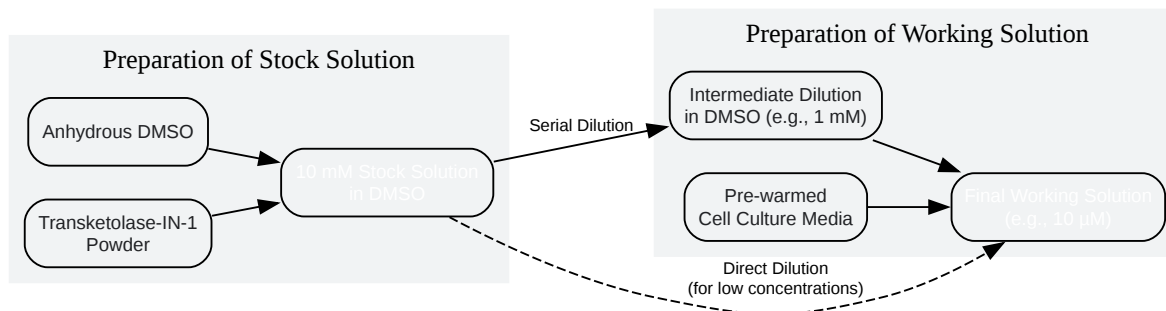 Preparation of Stock Solution
Anhydrous DMSO
Transketolase-IN-1
Powder
10 mM Stock Solution
in DMSO
Serial Dilution
Preparation of Working Solution
Intermediate Dilution
in DMSO (e.g., 1 mM)
Pre-warmed
Cell Culture Media
Final Working Solution
(e.g., 10 µM)
Direct Dilution
(for low concentrations)